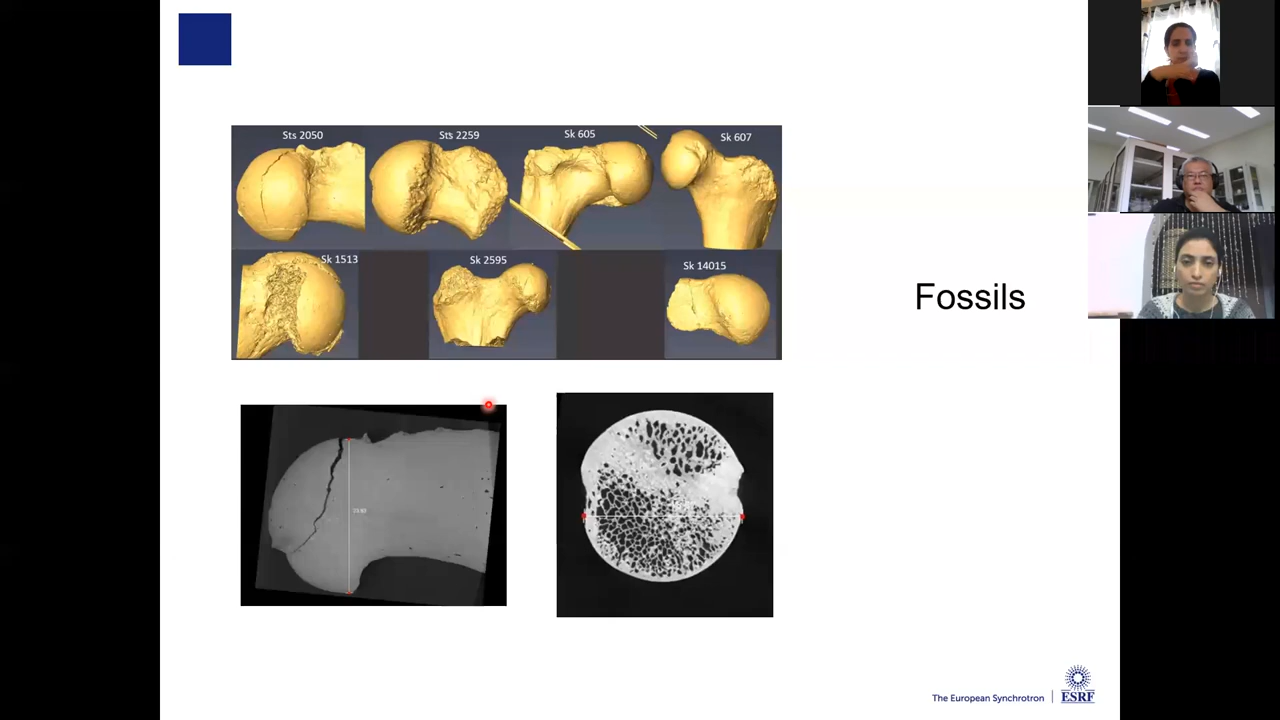 Sts 2050
Sts 2259
Sk 605
Sk 607
Sk 1513
Sk 2595
Sk 14015
Fossils
The European Synchrotron
ESRF